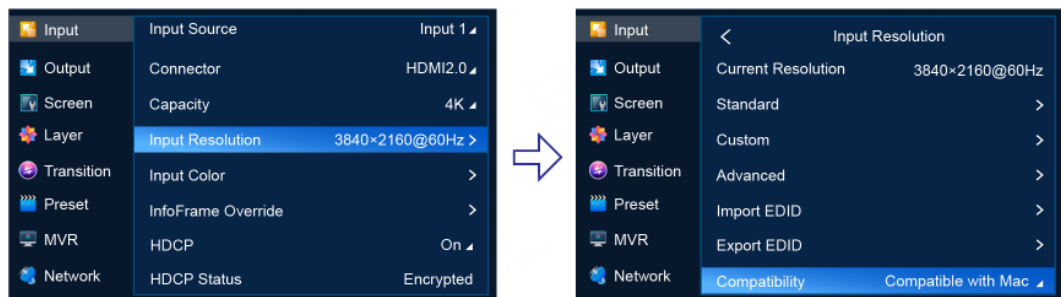 Input
Output
Screen
Layer
Transition
Preset
MVR
Network
Input Source Input 1
Connector HDMI2.0
Capacity 4K
Input Resolution 3840×2160@60Hz >
Input Color >
InfoFrame Override >
HDCP On
HDCP Status Encrypted
Input
Output
Screen
Layer
Transition
Preset
MVR
Network
< Input Resolution
Current Resolution 3840×2160@60Hz
Standard >
Custom >
Advanced >
Import EDID >
Export EDID >
Compatibility Compatible with Mac